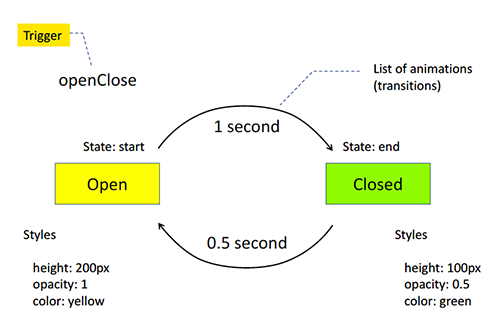 Trigger
openClose
List of animations
(transitions)
1 second
State: start
State: end
Open
Closed
0.5 second
Styles
height: 200px
opacity: 1
color: yellow
Styles
height: 100px
opacity: 0.5
color: green